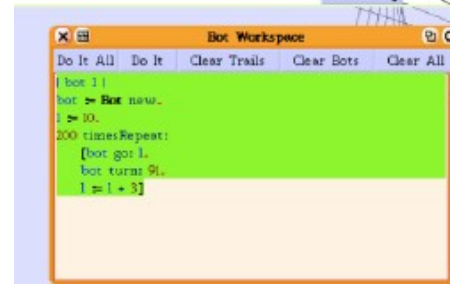 Bot Workspace
Do It All Do It Clear Trails Clear Bots Clear All
| bot l |
bot := Bot new.
l := 10.
200 timesRepeat:
[bot go: l.
bot turn: 91.
l := l + 3]